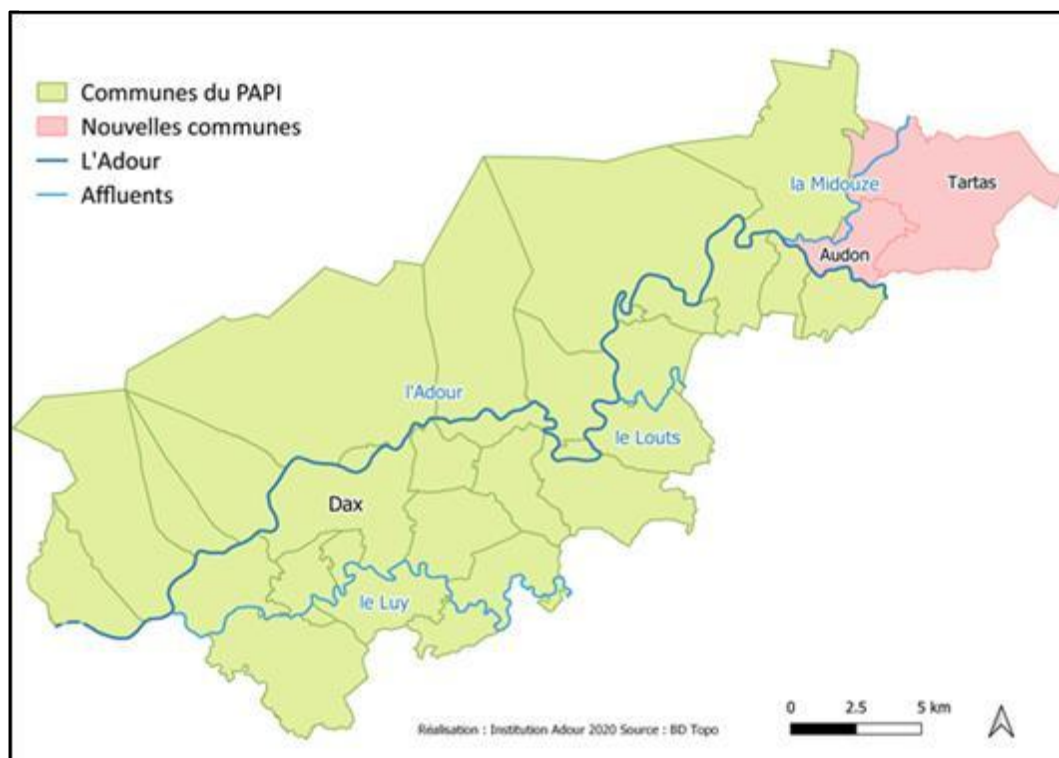 Communes du PAPI
Nouvelles communes
L'Adour
Affluents
la Midouze
Tartas
Audon
l'Adour
le Louts
Dax
le Luy
0 2.5 5 km
Réalisation : Institution Adour 2020 Source : BD Topo